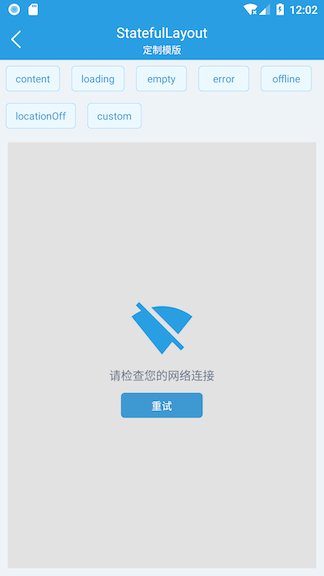 12:02
StatefulLayout
定制模版
content
loading
empty
error
offline
locationOff
custom
请检查您的网络连接
重试